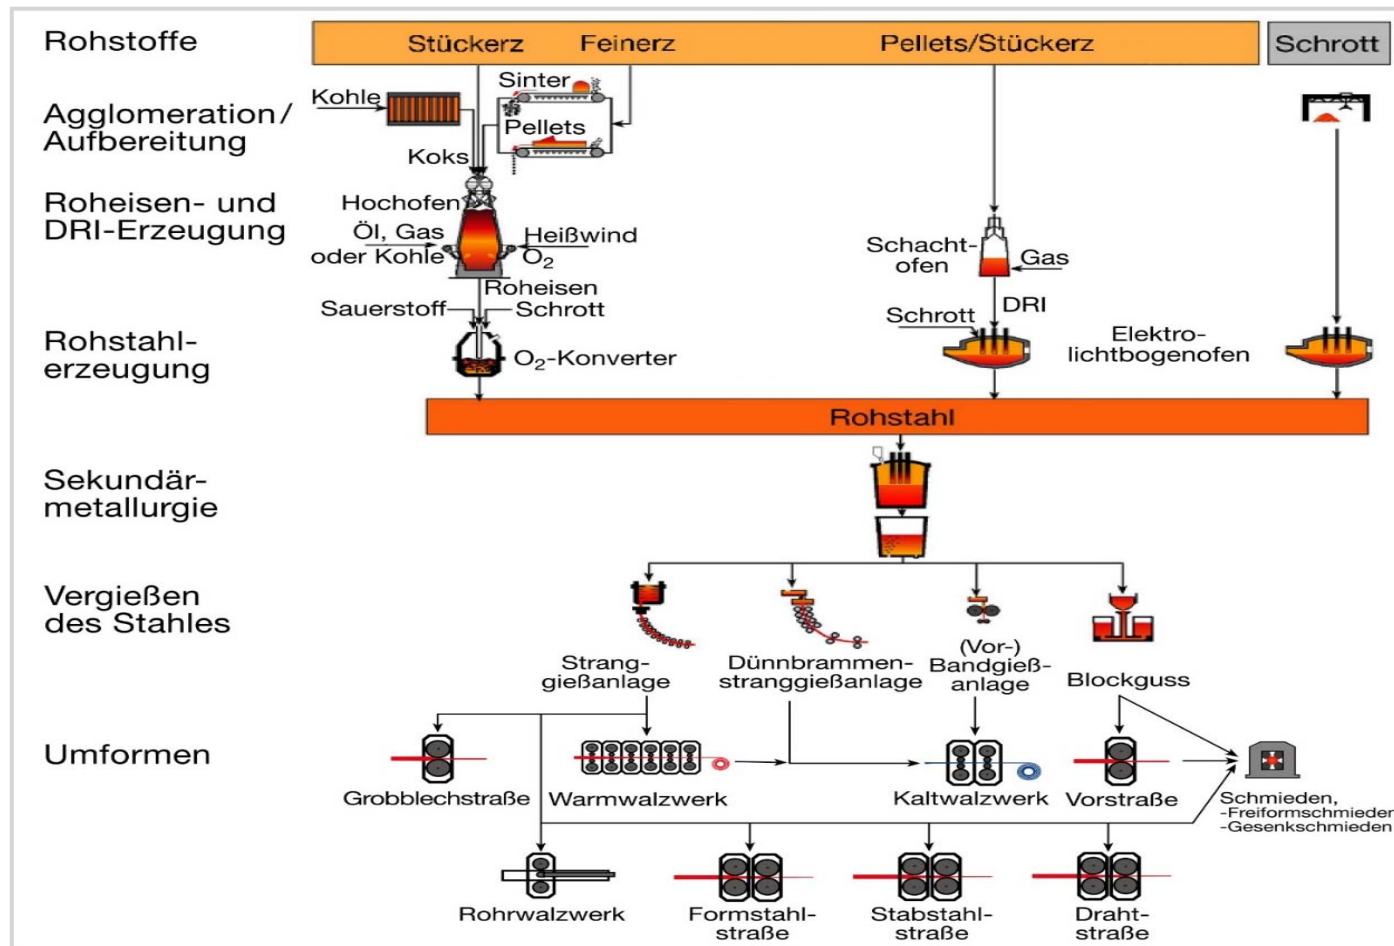 Rohstoffe
Stückerz
Feinerz
Pellets/Stückerz
Schrott
Agglomeration/
Aufbereitung
Kohle
Sinter
Pellets
Koks
Roheisen- und
DRI-Erzeugung
Hochofen
Öl, Gas
oder Kohle
Heißwind
O₂
Roheisen
Schacht-
ofen
Gas
DRI
Rohstahl-
erzeugung
Sauerstoff
Schrott
O₂-Konverter
Schrott
Elektro-
lichtbogenofen
Rohstahl
Sekundär-
metallurgie
Vergießen
des Stahles
Strang-
gießanlage
Dünnbrammen-
stranggießanlage
(Vor-)
Bandgieß-
anlage
Blockguss
Umformen
Grobblechstraße
Warmwalzwerk
Kaltwalzwerk
Vorstraße
Schmieden,
-Freiformschmieden
-Gesenkschmieden
Rohrwalzwerk
Formstahl-
straße
Stabstahl-
straße
Draht-
straße